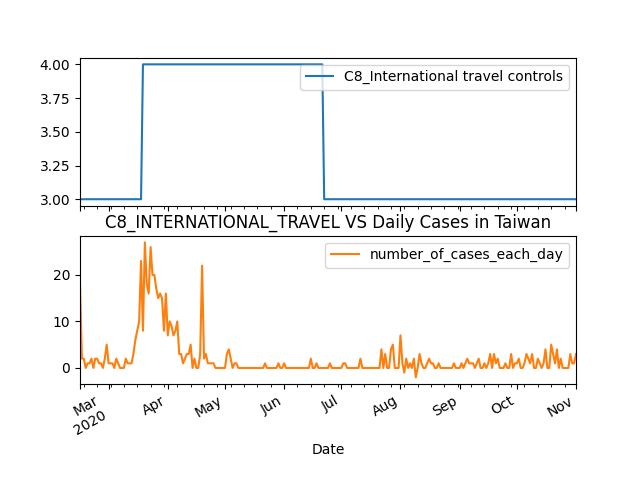 4.00
3.75
3.50
3.25
3.00
C8_International travel controls
C8_INTERNATIONAL_TRAVEL VS Daily Cases in Taiwan
20
10
0
number_of_cases_each_day
Mar
2020
Apr
May
Jun
Jul
Aug
Sep
Oct
Nov
Date